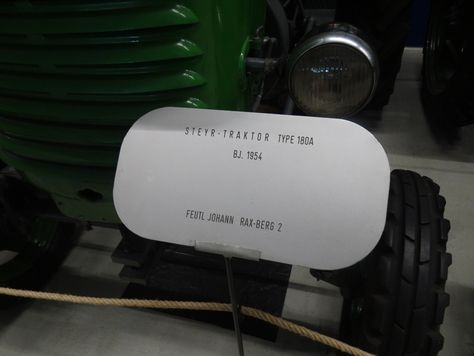 STEYR-TRAKTOR TYPE 180A
BJ. 1954
FEUTL JOHANN RAX-BERG 2